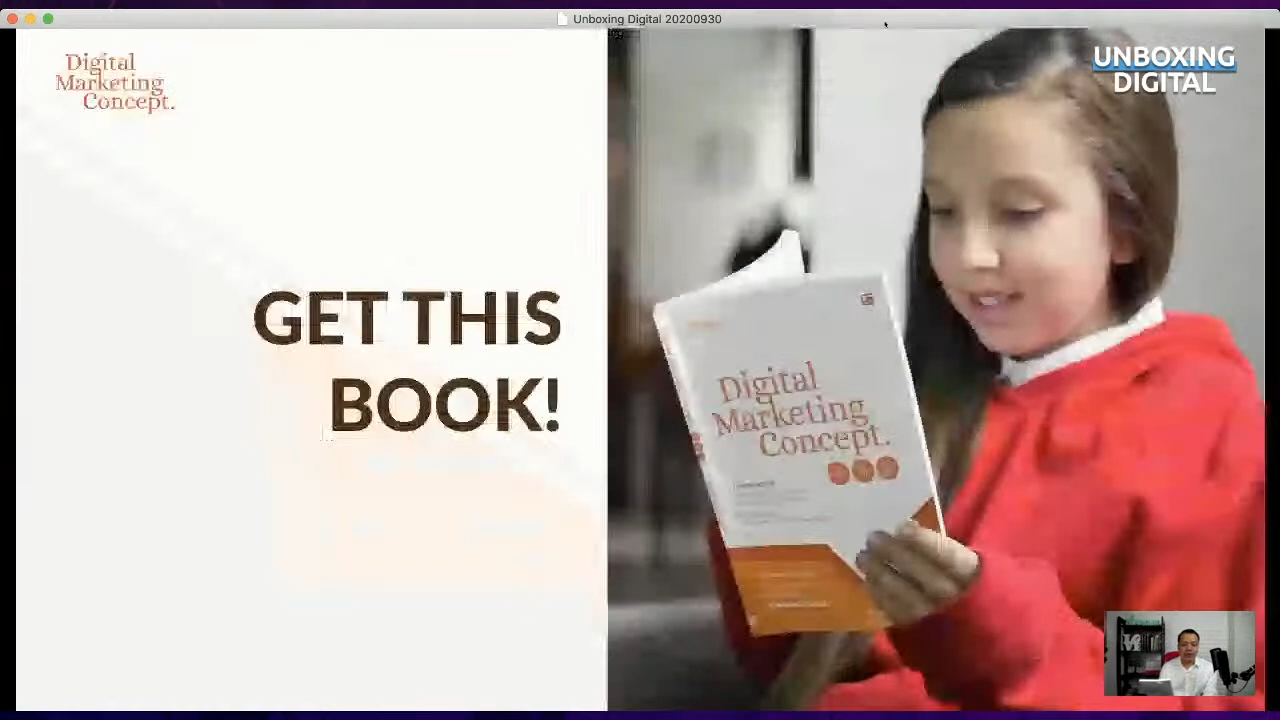 Unboxing Digital 20200930
Digital
Marketing
Concept.
UNBOXING
DIGITAL
GET THIS
BOOK!
Digital
Marketing
Concept.